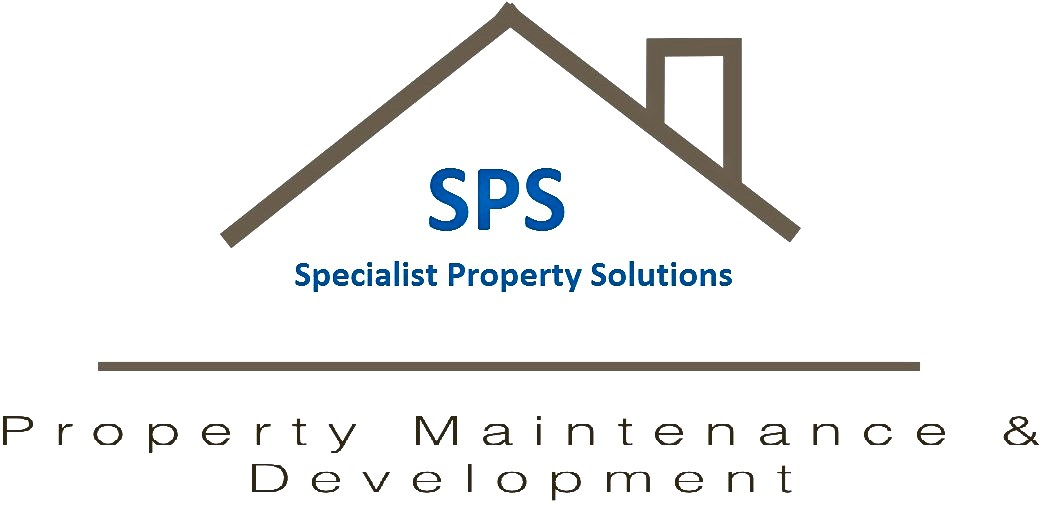 SPS
Specialist Property Solutions
Property Maintenance &
Development